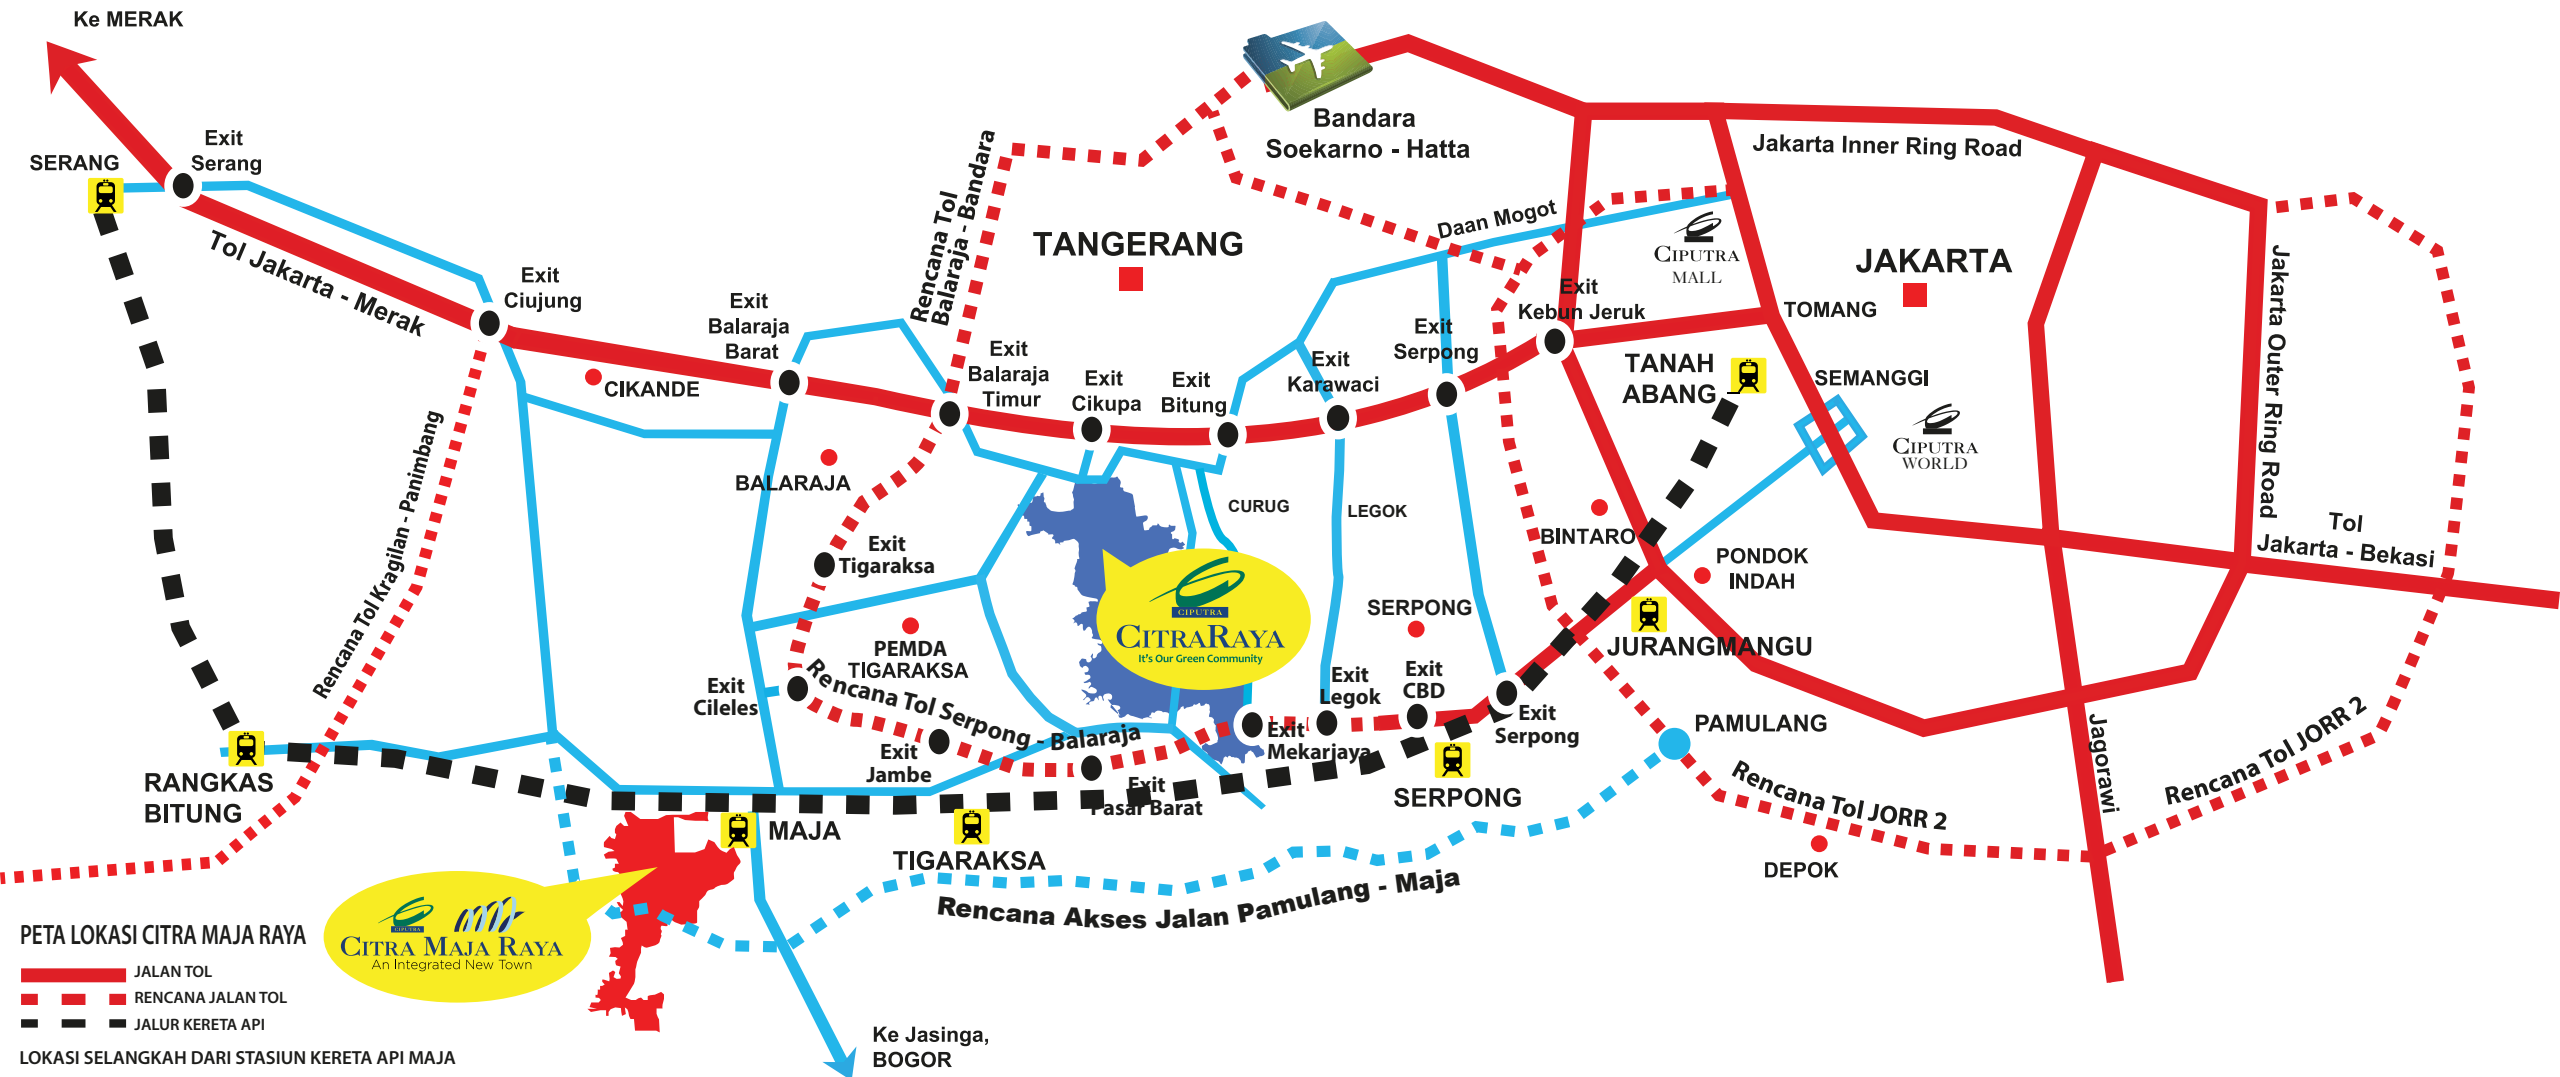 Ke MERAK
SERANG
Exit
Serang
Tol Jakarta - Merak
Exit
Ciujung
CIKANDE
Exit
Balaraja
Barat
BALARAJA
Rencana Tol
Balaraja - Bandara
Exit
Balaraja
Timur
TANGERANG
Exit
Cikupa
Exit
Bitung
Exit
Karawaci
Exit
Serpong
Exit
Kebun Jeruk
Bandara
Soekarno - Hatta
Daan Mogot
Jakarta Inner Ring Road
CIPUTRA
MALL
JAKARTA
TOMANG
TANAH
ABANG
SEMANGGI
CIPUTRA
WORLD
Jakarta Outer Ring Road
Tol
Jakarta - Bekasi
CURUG
LEGOK
BINTARO
PONDOK
INDAH
JURANGMANGU
SERPONG
Rencana Tol Kragilan - Panimbang
Exit
Tigaraksa
PEMDA
TIGARAKSA
CIPUTRA
CITRARAYA
It's Our Green Community
Exit
Cileles
Rencana Tol Serpong - Balaraja
Exit
Jambe
Exit
Pasar Barat
Exit
Mekarjaya
Exit
Legok
Exit
CBD
Exit
Serpong
SERPONG
PAMULANG
Rencana Tol JORR 2
DEPOK
Jagorawi
Rencana Tol JORR 2
RANGKAS
BITUNG
MAJA
TIGARAKSA
Rencana Akses Jalan Pamulang - Maja
CIPUTRA
CITRA MAJA RAYA
An Integrated New Town
Ke Jasinga,
BOGOR
PETA LOKASI CITRA MAJA RAYA
JALAN TOL
RENCANA JALAN TOL
JALUR KERETA API
LOKASI SELANGKAH DARI STASIUN KERETA API MAJA